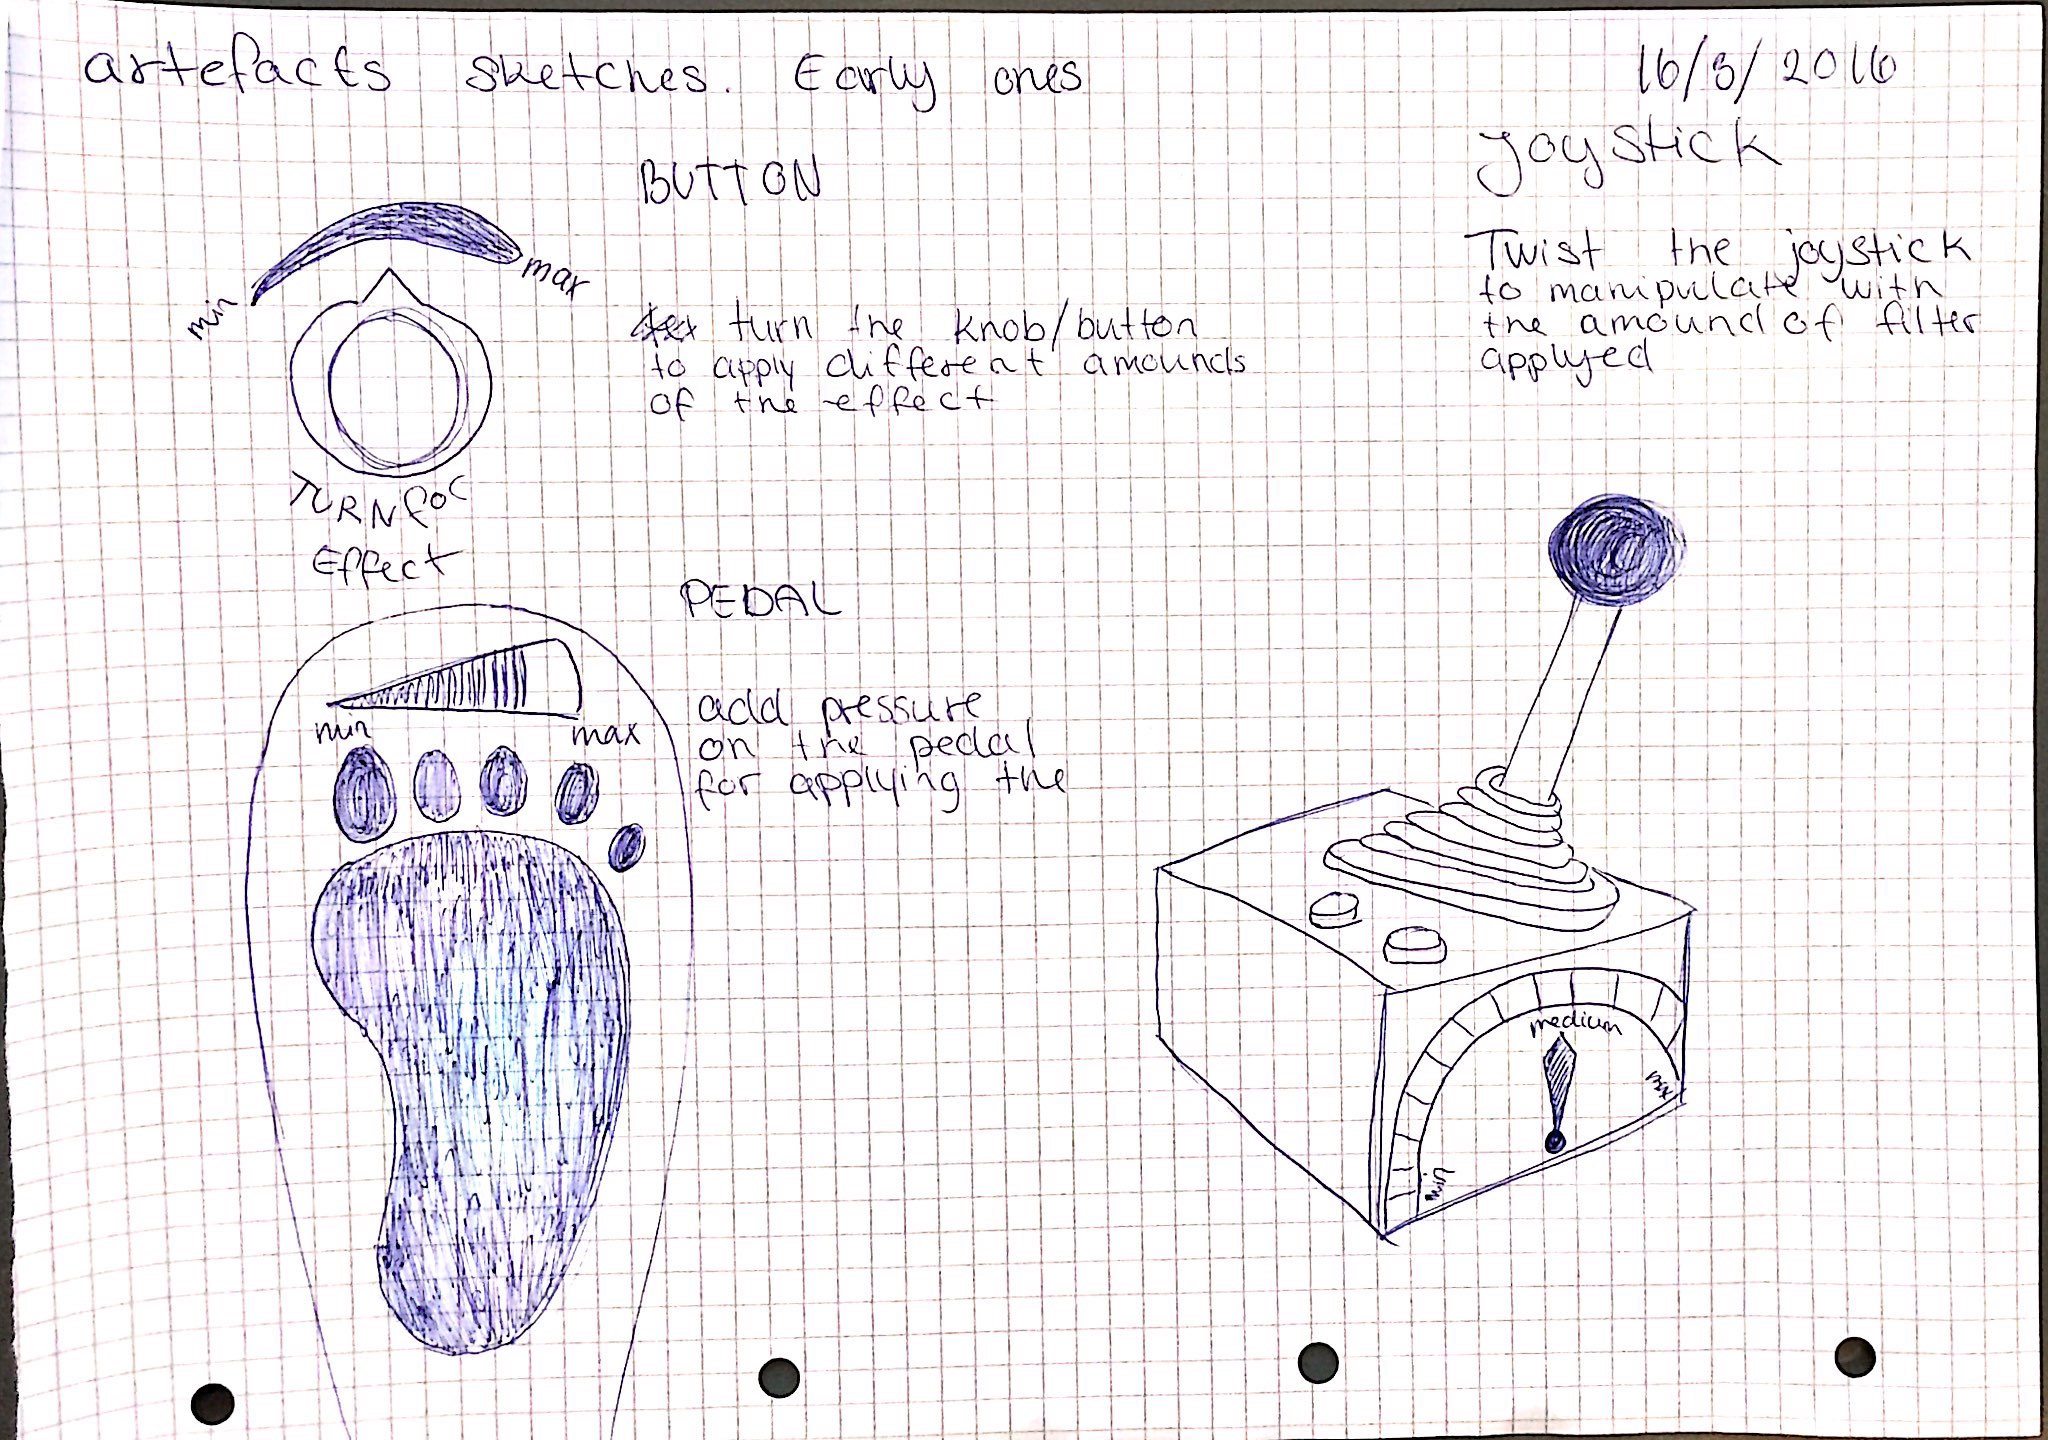 artefacts sketches. Early ones
16/3/2016
BUTTON
min
max
turn the knob/button
to apply different amounds
of the effect
TURN for
Effect
Joystick
Twist the joystick
to manipulate with
the amound of filter
applyed
PEDAL
min
max
add pressure
on the pedal
for applying the
medium
min
max